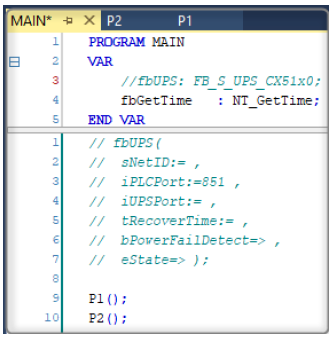 MAIN* P2 P1
1 PROGRAM MAIN
2 VAR
3 //fbUPS: FB_S_UPS_CX51x0;
4 fbGetTime : NT_GetTime;
5 END_VAR
1 // fbUPS(
2 // sNetID:= ,
3 // iPLCPort:=851 ,
4 // iUPSPort:= ,
5 // tRecoverTime:= ,
6 // bPowerFailDetect=> ,
7 // eState=> );
8
9 P1();
10 P2();